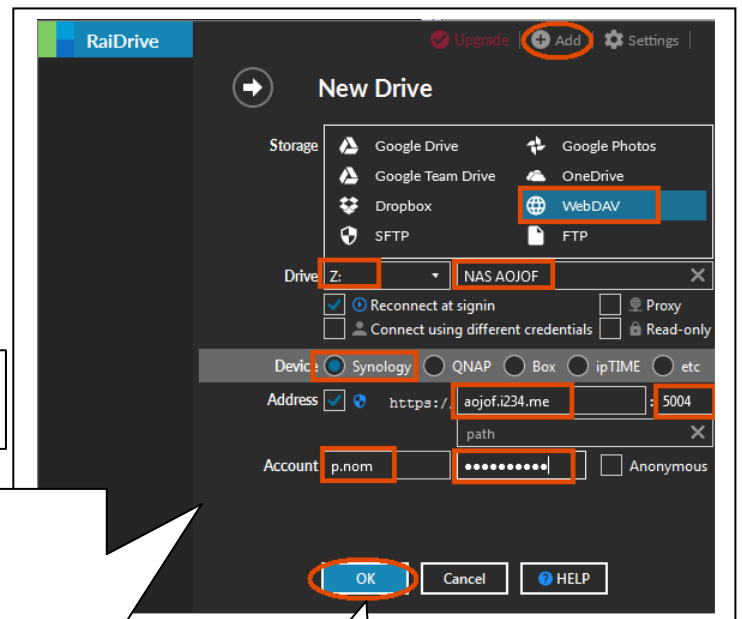 RaiDrive
Upgrade | Add | Settings |
New Drive
Storage
Google Drive Google Photos
Google Team Drive OneDrive
Dropbox WebDAV
SFTP FTP
Drive Z: NAS AOJOF
Reconnect at signin Proxy
Connect using different credentials Read-only
Device Synology QNAP Box ipTIME etc
Address https:/ aojof.i234.me : 5004
path
Account p.nom •••••••••• Anonymous
OK Cancel ? HELP